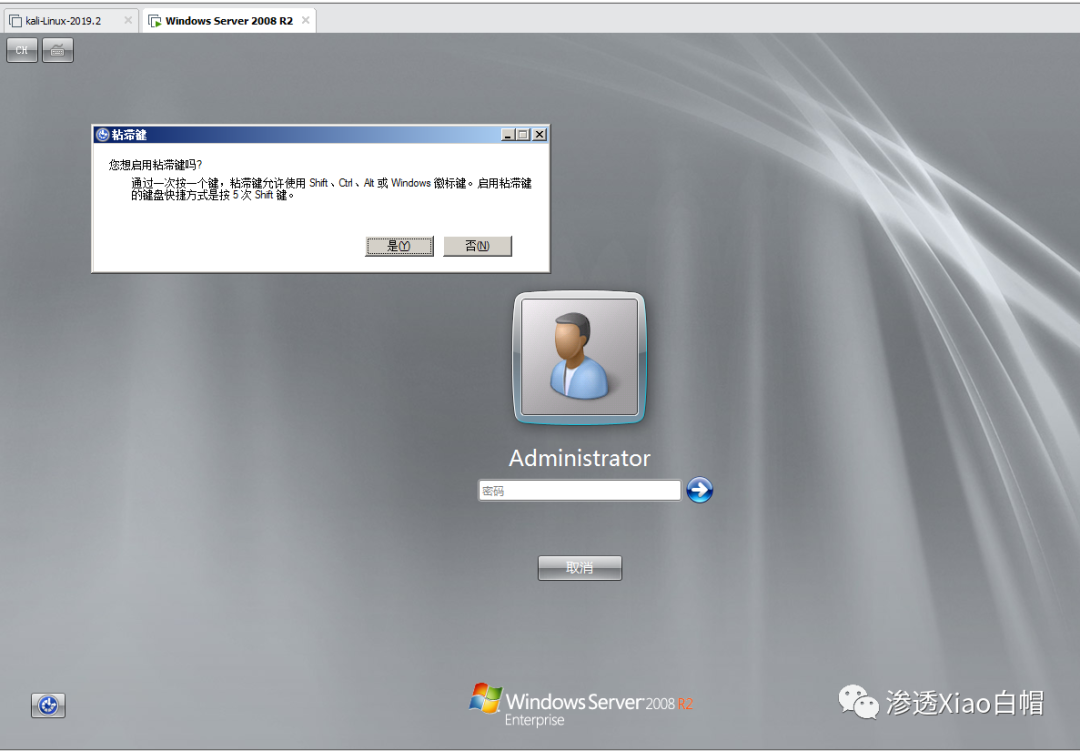 kali-Linux-2019.2
Windows Server 2008 R2
CH
粘滞键
您想启用粘滞键吗?
通过一次按一个键，粘滞键允许使用 Shift、Ctrl、Alt 或 Windows 徽标键。启用粘滞键
的键盘快捷方式是按 5 次 Shift 键。
是(Y)
否(N)
Administrator
密码
取消
Windows Server 2008 R2
Enterprise
渗透Xiao白帽